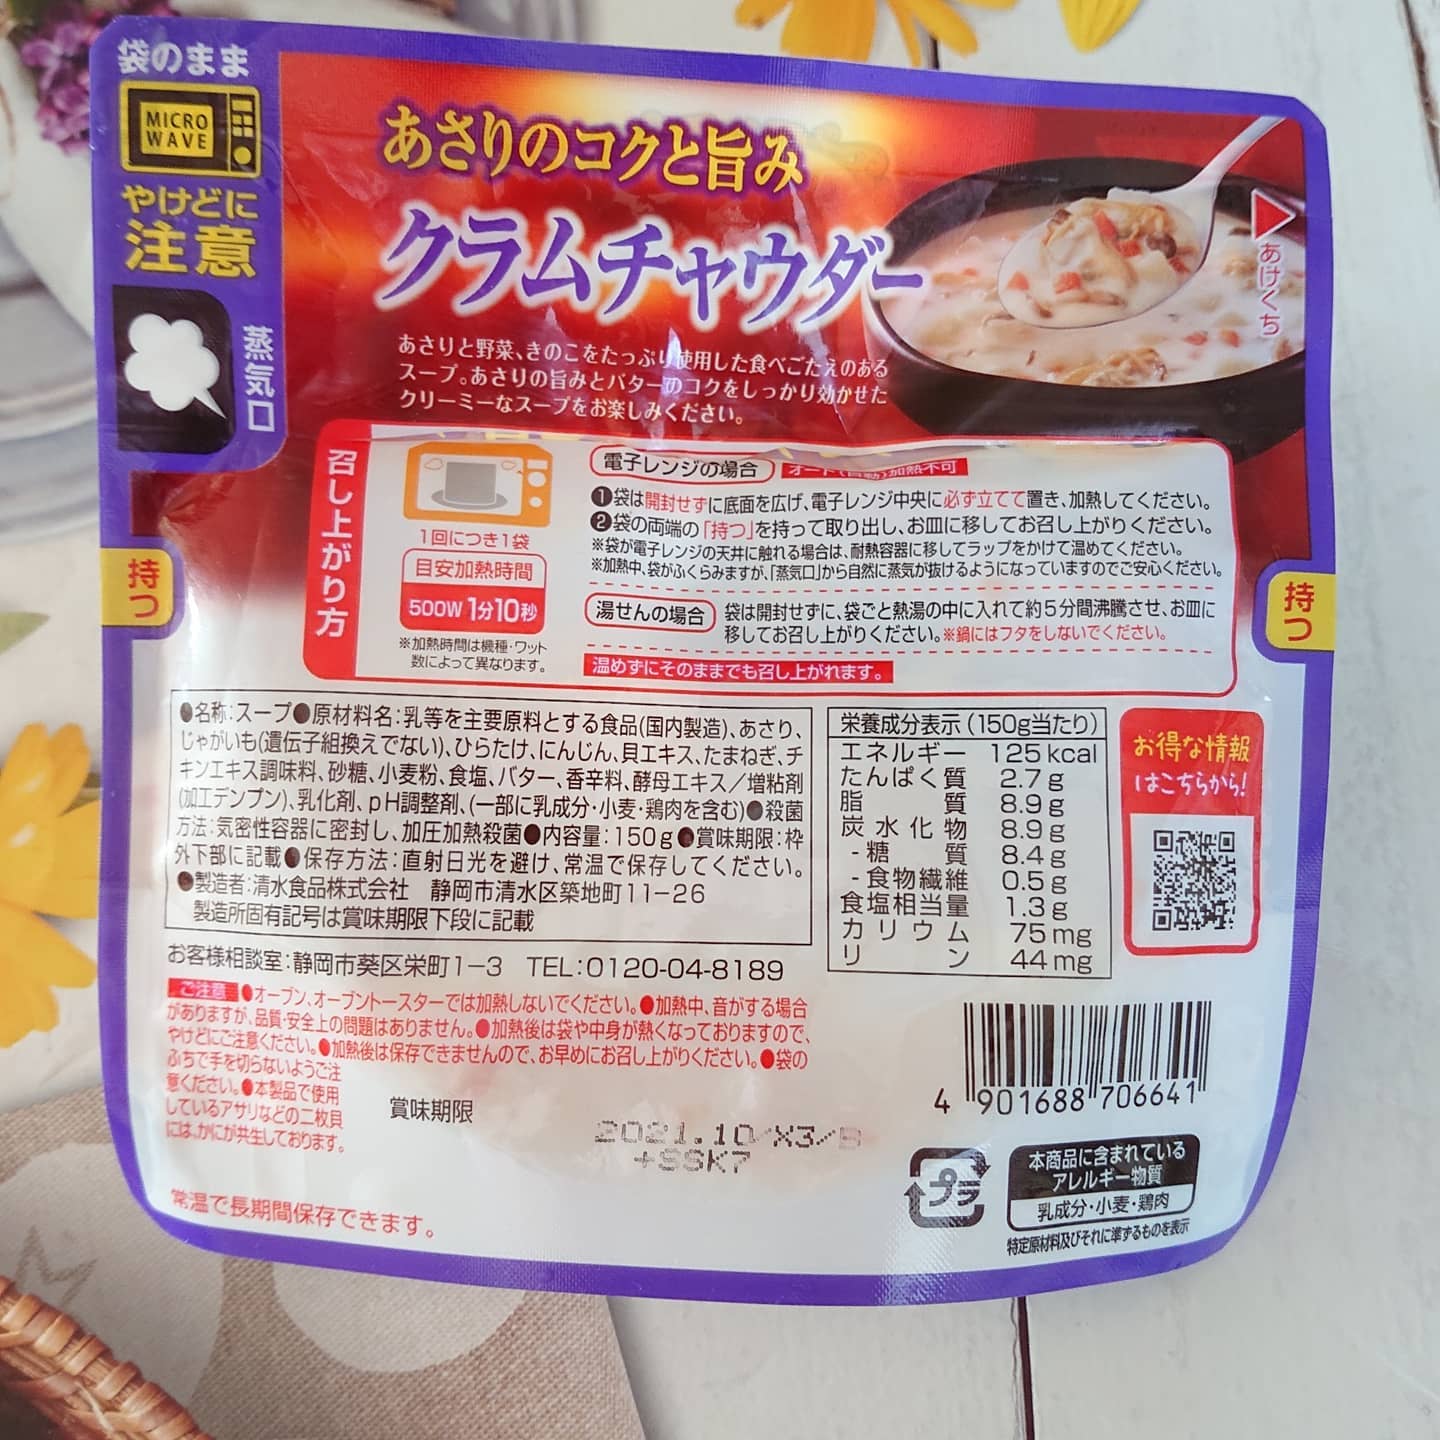 袋のまま
MICRO
WAVE
やけどに
注意
蒸気口
あさりのコクと旨み
クラムチャウダー
あさりと野菜、きのこをたっぷり使用した食べごたえのある
スープ。あさりの旨みとバターのコクをしっかり効かせた
クリーミーなスープをお楽しみください。
あけくち
持つ
持つ
召し上がり方
1回につき1袋
目安加熱時間
500W 1分10秒
※加熱時間は機種・ワット
数によって異なります。
電子レンジの場合 オート(自動)加熱不可
❶袋は開封せずに底面を広げ、電子レンジ中央に必ず立てて置き、加熱してください。
❷袋の両端の「持つ」を持って取り出し、お皿に移してお召し上がりください。
※袋が電子レンジの天井に触れる場合は、耐熱容器に移してラップをかけて温めてください。
※加熱中、袋がふくらみますが、「蒸気口」から自然に蒸気が抜けるようになっていますのでご安心ください。
湯せんの場合 袋は開封せずに、袋ごと熱湯の中に入れて約5分間沸騰させ、お皿に
移してお召し上がりください。※鍋にはフタをしないでください。
温めずにそのままでも召し上がれます。
●名称:スープ●原材料名:乳等を主要原料とする食品(国内製造)、あさり、
じゃがいも(遺伝子組換えでない)、ひらたけ、にんじん、貝エキス、たまねぎ、チ
キンエキス調味料、砂糖、小麦粉、食塩、バター、香辛料、酵母エキス/増粘剤
(加工デンプン)、乳化剤、pH調整剤、(一部に乳成分・小麦・鶏肉を含む)●殺菌
方法:気密性容器に密封し、加圧加熱殺菌●内容量:150g●賞味期限:枠
外下部に記載●保存方法:直射日光を避け、常温で保存してください。
●製造者:清水食品株式会社 静岡市清水区築地町11-26
製造所固有記号は賞味期限下段に記載
栄養成分表示(150g当たり)
エネルギー 125kcal
たんぱく質 2.7g
脂質 8.9g
炭水化物 8.9g
-糖質 8.4g
-食物繊維 0.5g
食塩相当量 1.3g
カリウム 75mg
リン 44mg
お得な情報
はこちらから!
お客様相談室:静岡市葵区栄町1-3 TEL:0120-04-8189
ご注意 ●オーブン、オーブントースターでは加熱しないでください。●加熱中、音がする場合
がありますが、品質・安全上の問題はありません。●加熱後は袋や中身が熱くなっておりますので、
やけどにご注意ください。●加熱後は保存できませんので、お早めにお召し上がりください。●袋の
ふちで手を切らないようご注
意ください。●本製品で使用
しているアサリなどの二枚貝
には、かにが共生しております。
賞味期限
2021.10/X3/B
+SSK7
常温で長期間保存できます。
4 901688 706641
プラ
本商品に含まれている
アレルギー物質
乳成分・小麦・鶏肉
特定原材料及びそれに準ずるものを表示